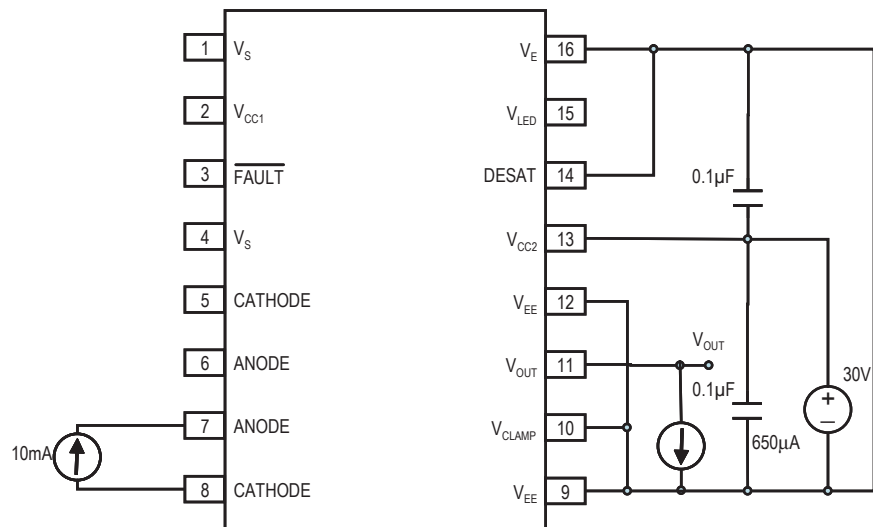 1 V_S
2 V_CC1
3 FAULT
4 V_S
5 CATHODE
6 ANODE
7 ANODE
8 CATHODE
10mA
V_E 16
V_LED 15
DESAT 14
V_CC2 13
V_EE 12
V_OUT 11
V_CLAMP 10
V_EE 9
0.1µF
V_OUT
0.1µF
30V
+
–
650µA